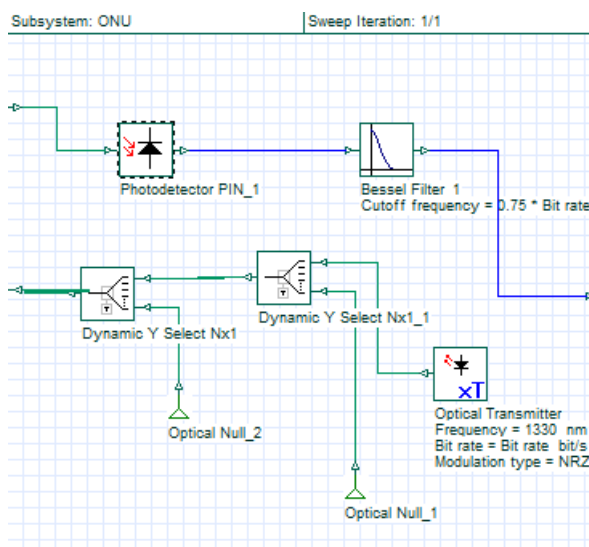 Subsystem: ONU
Sweep Iteration: 1/1
Photodetector PIN_1
Bessel Filter 1
Cutoff frequency = 0.75 * Bit rate
Dynamic Y Select Nx1_1
Dynamic Y Select Nx1
Optical Null_2
xT
Optical Transmitter
Frequency = 1330 nm
Bit rate = Bit rate bit/s
Modulation type = NRZ
Optical Null_1